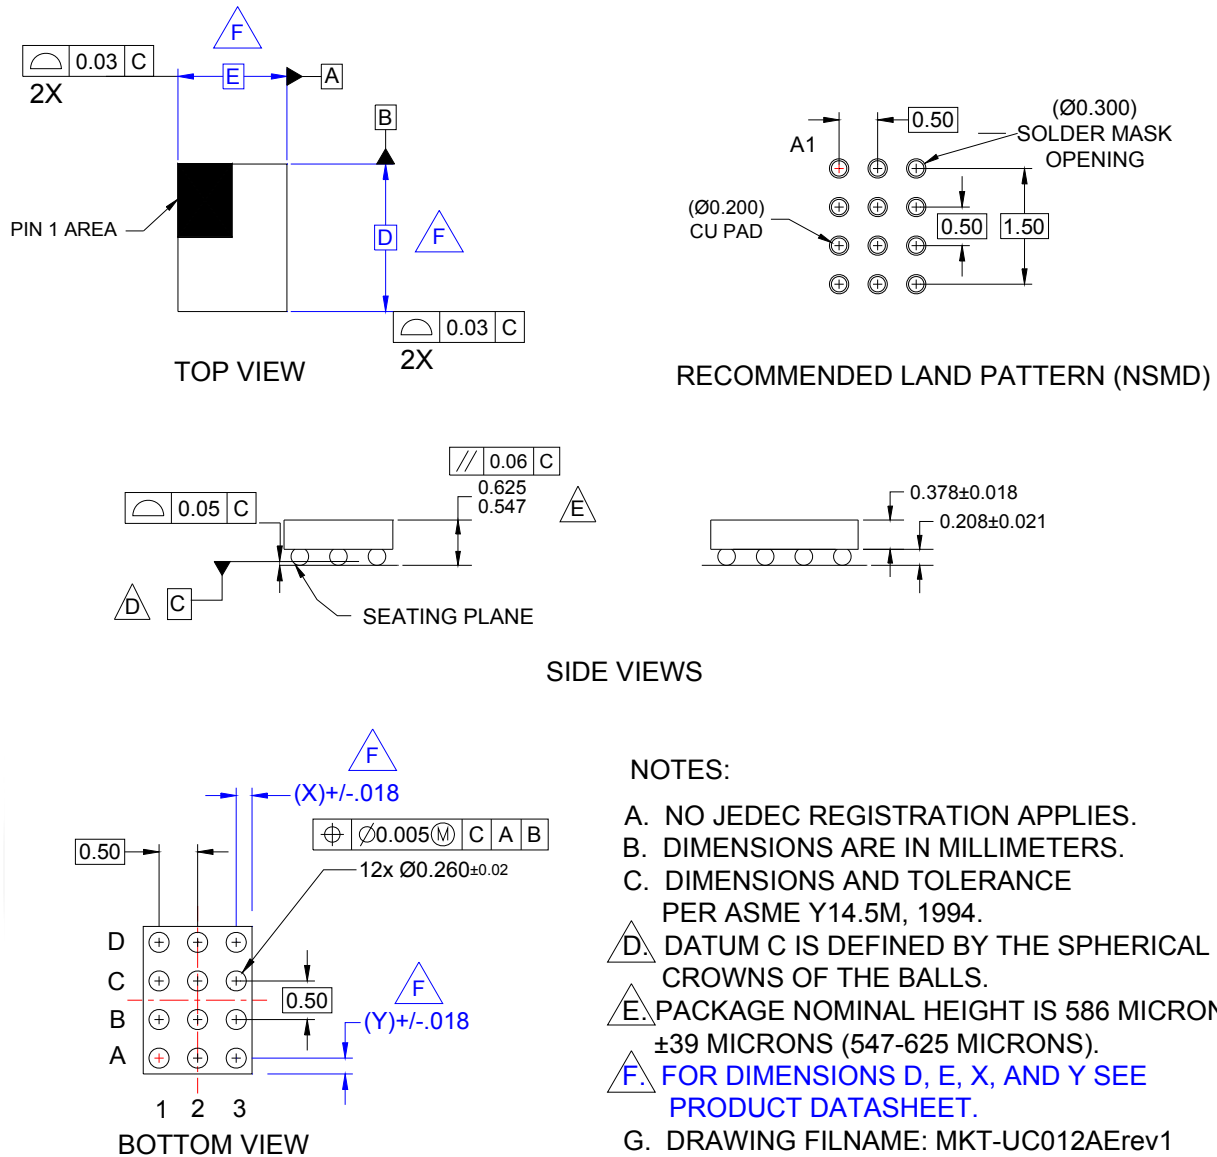 F
0.03 C
2X
E
A
B
PIN 1 AREA
D
F
0.03 C
2X
TOP VIEW
0.50
(Ø0.300)
SOLDER MASK
OPENING
A1
(Ø0.200)
CU PAD
0.50
1.50
RECOMMENDED LAND PATTERN (NSMD)
// 0.06 C
0.625
0.547
E
0.05 C
D
C
SEATING PLANE
0.378±0.018
0.208±0.021
SIDE VIEWS
F
(X)+/-.018
Ø0.005Ⓜ C A B
12x Ø0.260±0.02
0.50
D
C
B
A
0.50
F
(Y)+/-.018
1 2 3
BOTTOM VIEW
NOTES:
A. NO JEDEC REGISTRATION APPLIES.
B. DIMENSIONS ARE IN MILLIMETERS.
C. DIMENSIONS AND TOLERANCE
PER ASME Y14.5M, 1994.
D. DATUM C IS DEFINED BY THE SPHERICAL
CROWNS OF THE BALLS.
E. PACKAGE NOMINAL HEIGHT IS 586 MICRON
±39 MICRONS (547-625 MICRONS).
F. FOR DIMENSIONS D, E, X, AND Y SEE
PRODUCT DATASHEET.
G. DRAWING FILNAME: MKT-UC012AErev1